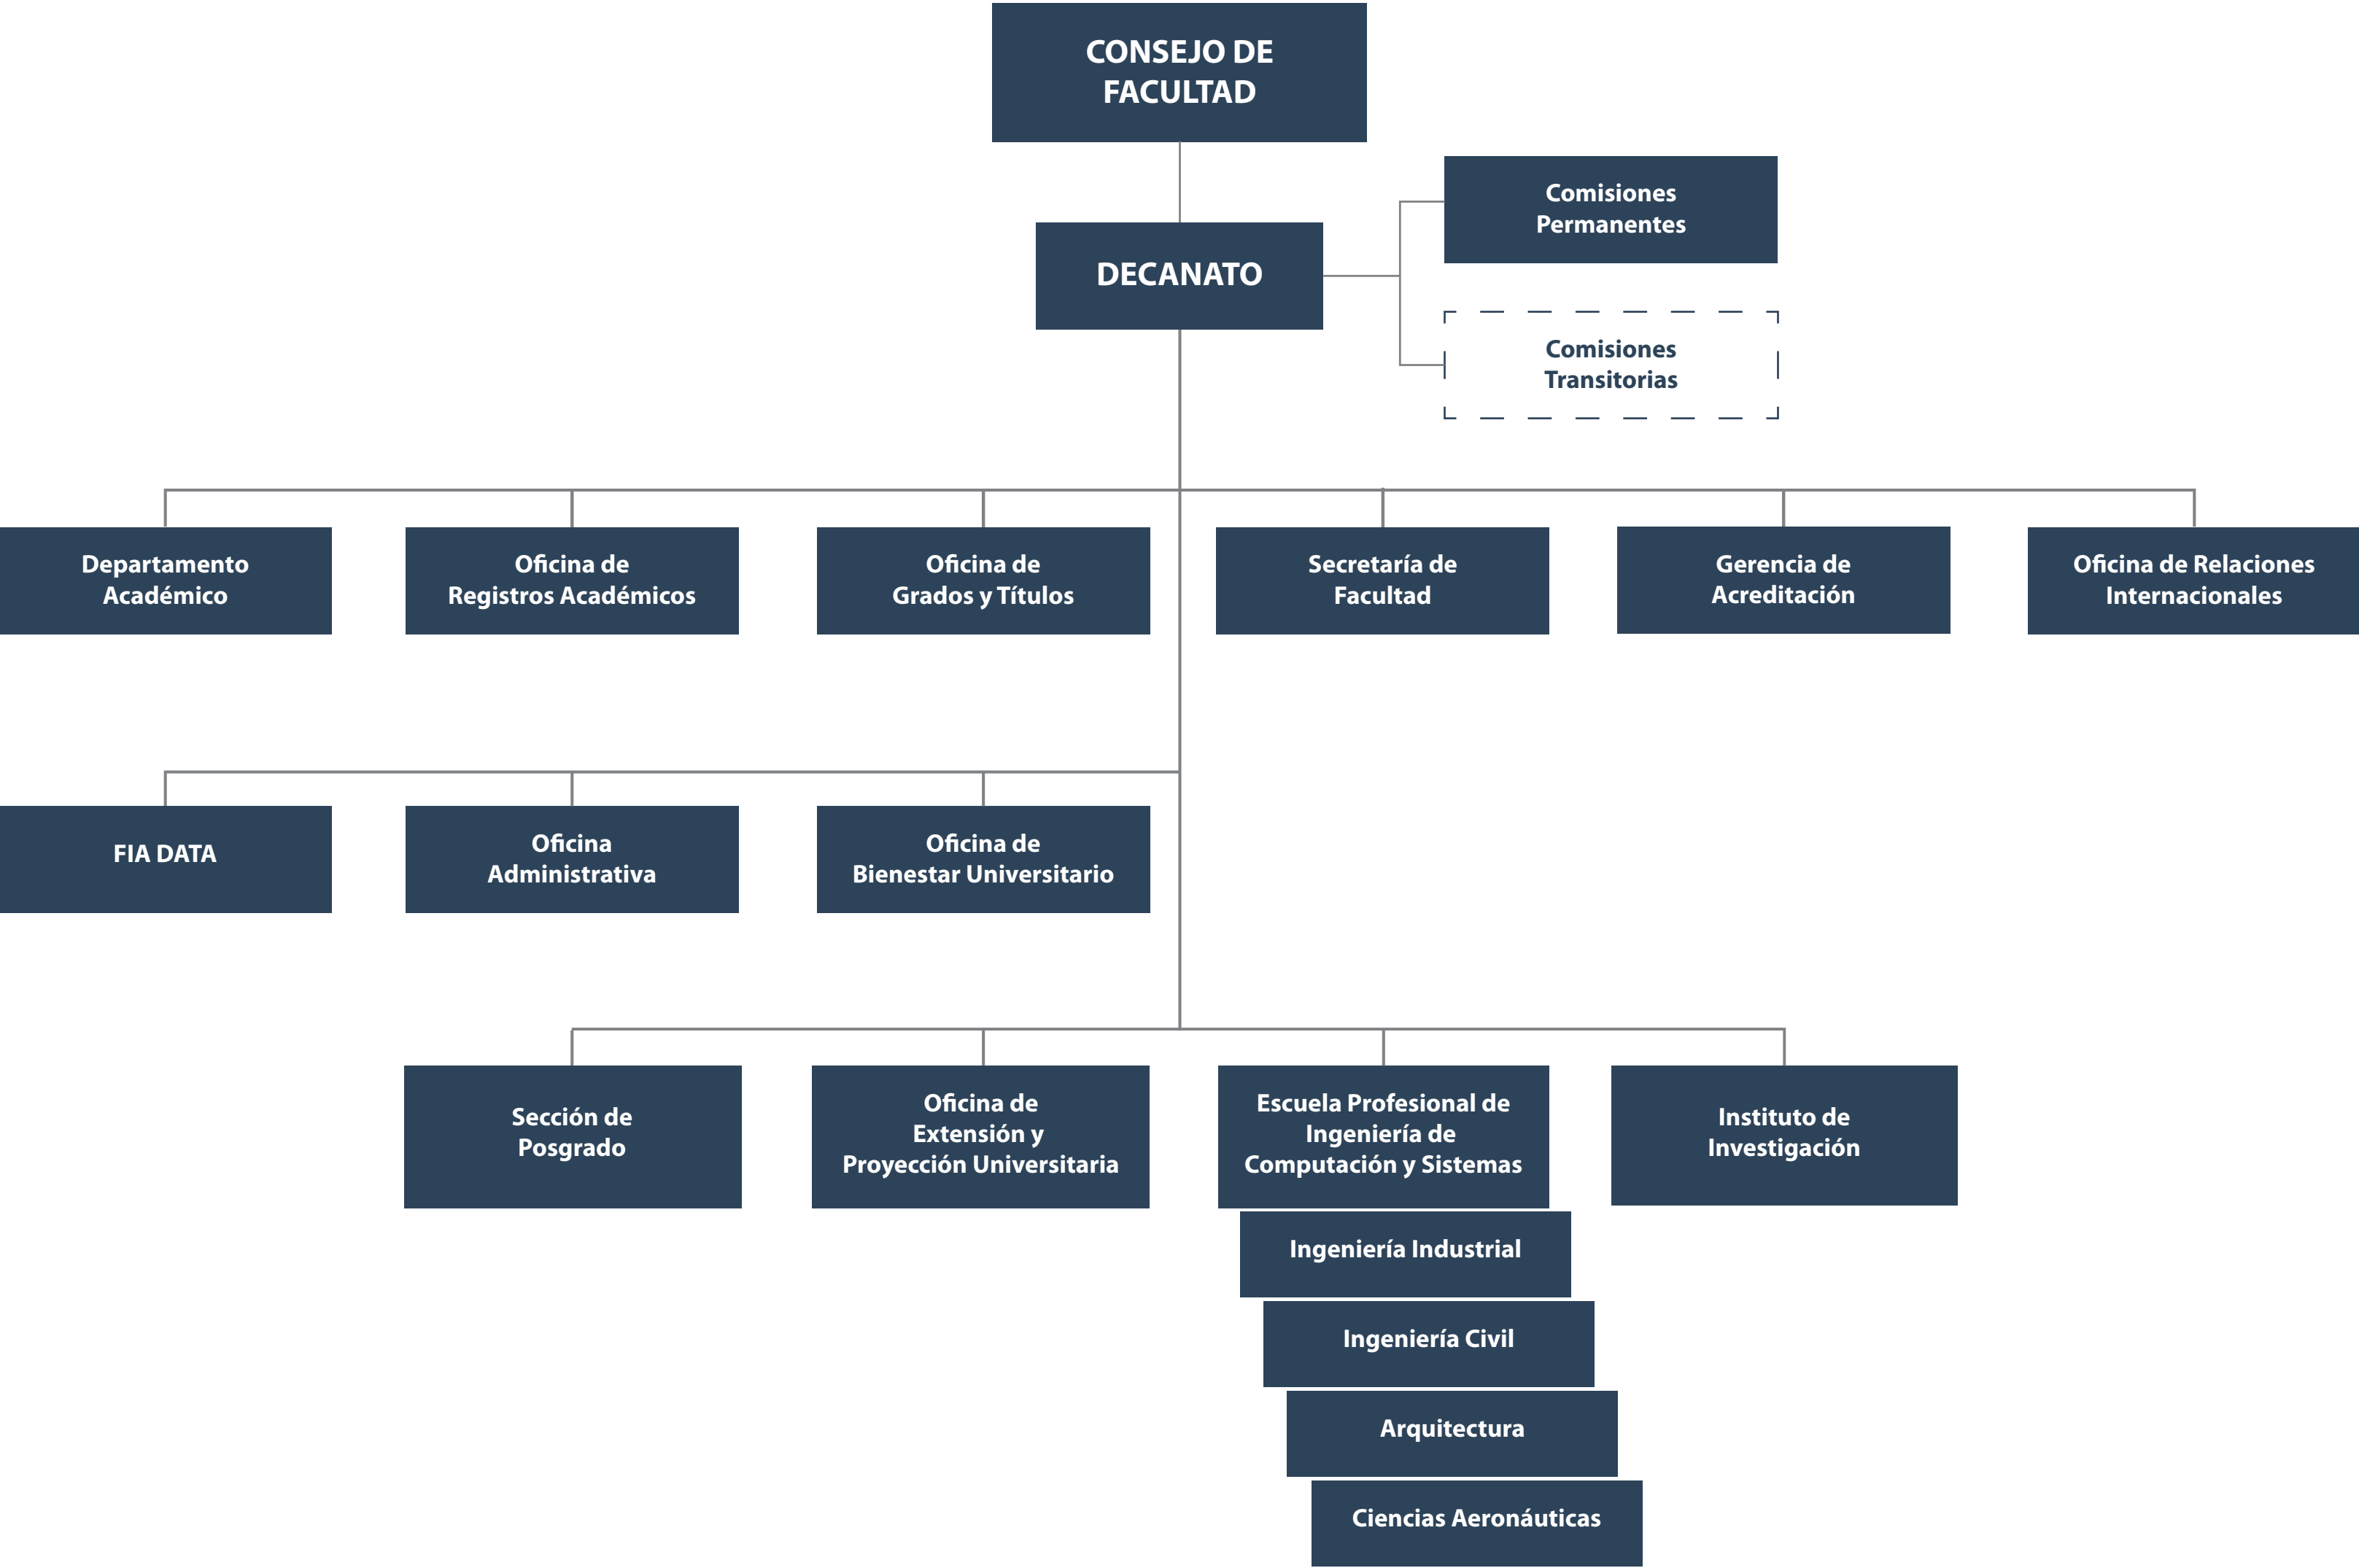 CONSEJO DE
FACULTAD
Comisiones
Permanentes
DECANATO
Comisiones
Transitorias
Departamento
Académico
Oficina de
Registros Académicos
Oficina de
Grados y Títulos
Secretaría de
Facultad
Gerencia de
Acreditación
Oficina de Relaciones
Internacionales
FIA DATA
Oficina
Administrativa
Oficina de
Bienestar Universitario
Sección de
Posgrado
Oficina de
Extensión y
Proyección Universitaria
Escuela Profesional de
Ingeniería de
Computación y Sistemas
Instituto de
Investigación
Ingeniería Industrial
Ingeniería Civil
Arquitectura
Ciencias Aeronáuticas